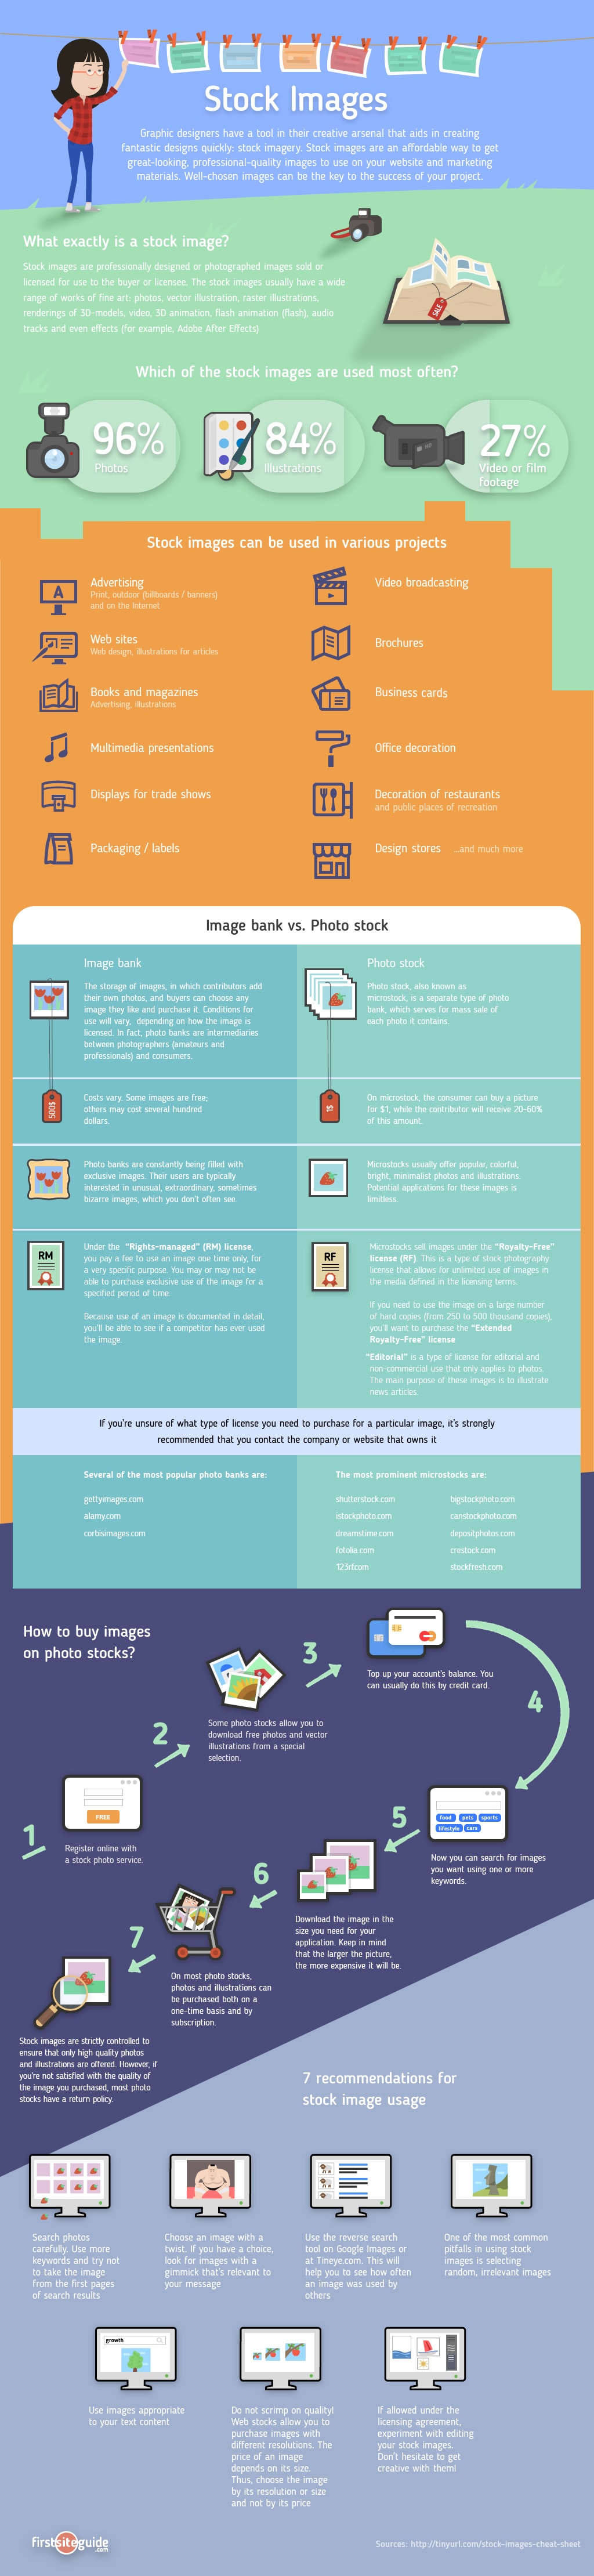 Stock Images
Graphic designers have a tool in their creative arsenal that aids in creating
fantastic designs quickly: stock imagery. Stock images are an affordable way to get
great-looking, professional-quality images to use on your website and marketing
materials. Well-chosen images can be the key to the success of your project.
What exactly is a stock image?
Stock images are professionally designed or photographed images sold or
licensed for use to the buyer or licensee. The stock images usually have a wide
range of works of fine art: photos, vector illustration, raster illustrations,
renderings of 3D-models, video, 3D animation, flash animation (flash), audio
tracks and even effects (for example, Adobe After Effects)
SALE
Which of the stock images are used most often?
96%
Photos
84%
Illustrations
27%
Video or film
footage
Stock images can be used in various projects
A
Advertising
Print, outdoor (billboards / banners)
and on the Internet
Web sites
Web design, illustrations for articles
Books and magazines
Advertising, illustrations
Multimedia presentations
Displays for trade shows
Packaging / labels
Video broadcasting
Brochures
Business cards
Office decoration
Decoration of restaurants
and public places of recreation
Design stores ...and much more
Image bank vs. Photo stock
Image bank
The storage of images, in which contributors add
their own photos, and buyers can choose any
image they like and purchase it. Conditions for
use will vary, depending on how the image is
licensed. In fact, photo banks are intermediaries
between photographers (amateurs and
professionals) and consumers.
Photo stock
Photo stock, also known as
microstock, is a separate type of photo
bank, which serves for mass sale of
each photo it contains.
500$
Costs vary. Some images are free;
others may cost several hundred
dollars.
1$
On microstock, the consumer can buy a picture
for $1, while the contributor will receive 20-60%
of this amount.
Photo banks are constantly being filled with
exclusive images. Their users are typically
interested in unusual, extraordinary, sometimes
bizarre images, which you don't often see.
Microstocks usually offer popular, colorful,
bright, minimalist photos and illustrations.
Potential applications for these images is
limitless.
RM
Under the "Rights-managed" (RM) license,
you pay a fee to use an image one time only, for
a very specific purpose. You may or may not be
able to purchase exclusive use of the image for a
specified period of time.
Because use of an image is documented in detail,
you'll be able to see if a competitor has ever used
the image.
RF
Microstocks sell images under the "Royalty-Free"
license (RF). This is a type of stock photography
license that allows for unlimited use of images in
the media defined in the licensing terms.
If you need to use the image on a large number
of hard copies (from 250 to 500 thousand copies),
you'll want to purchase the "Extended
Royalty-Free" license
"Editorial" is a type of license for editorial and
non-commercial use that only applies to photos.
The main purpose of these images is to illustrate
news articles.
If you're unsure of what type of license you need to purchase for a particular image, it's strongly
recommended that you contact the company or website that owns it
Several of the most popular photo banks are:
gettyimages.com
alamy.com
corbisimages.com
The most prominent microstocks are:
shutterstock.com
istockphoto.com
dreamstime.com
fotolia.com
123rf.com
bigstockphoto.com
canstockphoto.com
depositphotos.com
crestock.com
stockfresh.com
How to buy images
on photo stocks?
1
FREE
Register online with
a stock photo service.
2
Some photo stocks allow you to
download free photos and vector
illustrations from a special
selection.
3
Top up your account's balance. You
can usually do this by credit card.
4
food pets sports
lifestyle cars
Now you can search for images
you want using one or more
keywords.
5
Download the image in the
size you need for your
application. Keep in mind
that the larger the picture,
the more expensive it will be.
6
On most photo stocks,
photos and illustrations can
be purchased both on a
one-time basis and by
subscription.
7
Stock images are strictly controlled to
ensure that only high quality photos
and illustrations are offered. However, if
you're not satisfied with the quality of
the image you purchased, most photo
stocks have a return policy.
7 recommendations for
stock image usage
Search photos
carefully. Use more
keywords and try not
to take the image
from the first pages
of search results
Choose an image with a
twist. If you have a choice,
look for images with a
gimmick that's relevant to
your message
Use the reverse search
tool on Google Images or
at Tineye.com. This will
help you to see how often
an image was used by
others
One of the most common
pitfalls in using stock
images is selecting
random, irrelevant images
growth
Use images appropriate
to your text content
Do not scrimp on quality!
Web stocks allow you to
purchase images with
different resolutions. The
price of an image
depends on its size.
Thus, choose the image
by its resolution or size
and not by its price
If allowed under the
licensing agreement,
experiment with editing
your stock images.
Don't hesitate to get
creative with them!
firstsiteguide
.com
Sources: http://tinyurl.com/stock-images-cheat-sheet